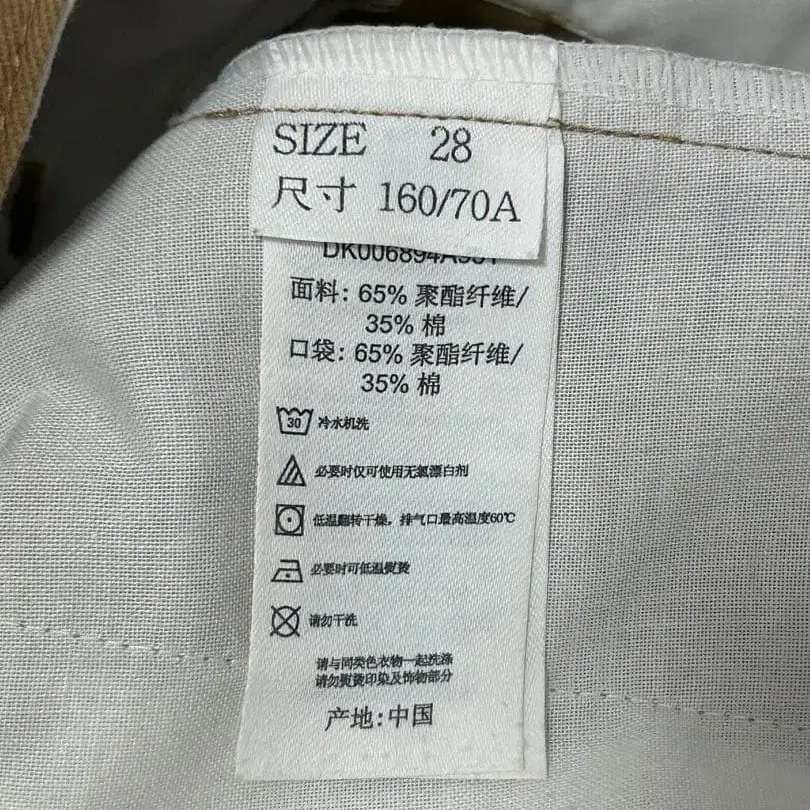 SIZE 28
尺寸 160/70A
面料: 65% 聚酯纤维/
35% 棉
口袋: 65% 聚酯纤维/
35% 棉
30 冷水机洗
必要时仅可使用无氯漂白剂
低温翻转干燥，排气口最高温度60℃
必要时可低温熨烫
请勿干洗
请与同类色衣物一起洗涤
请勿熨烫印染及饰物部分
产地:中国